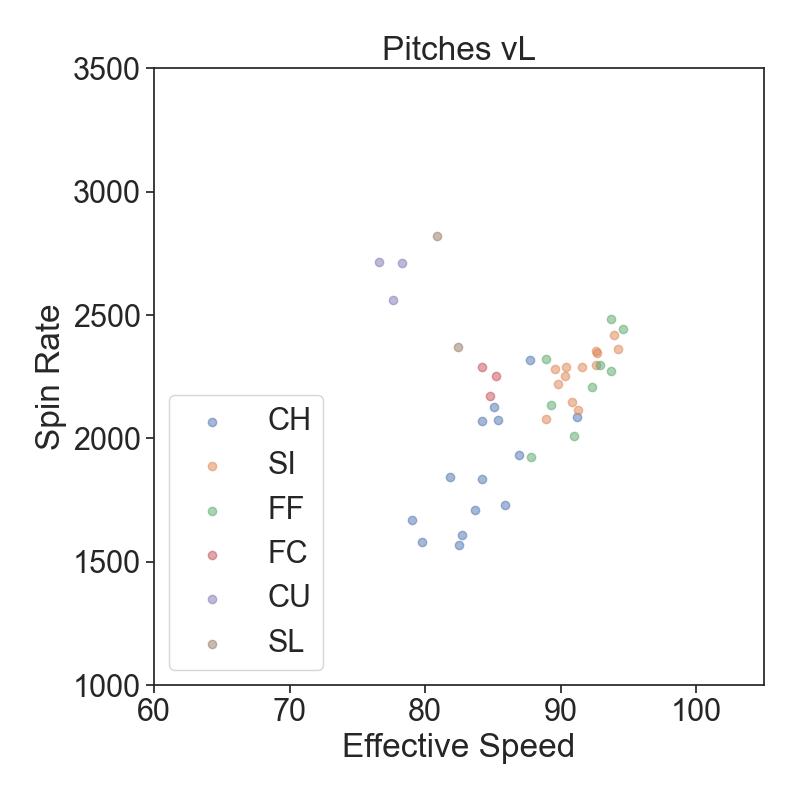 Pitches vL
3500
3000
2500
2000
1500
1000
Spin Rate
CH
SI
FF
FC
CU
SL
60 70 80 90 100
Effective Speed